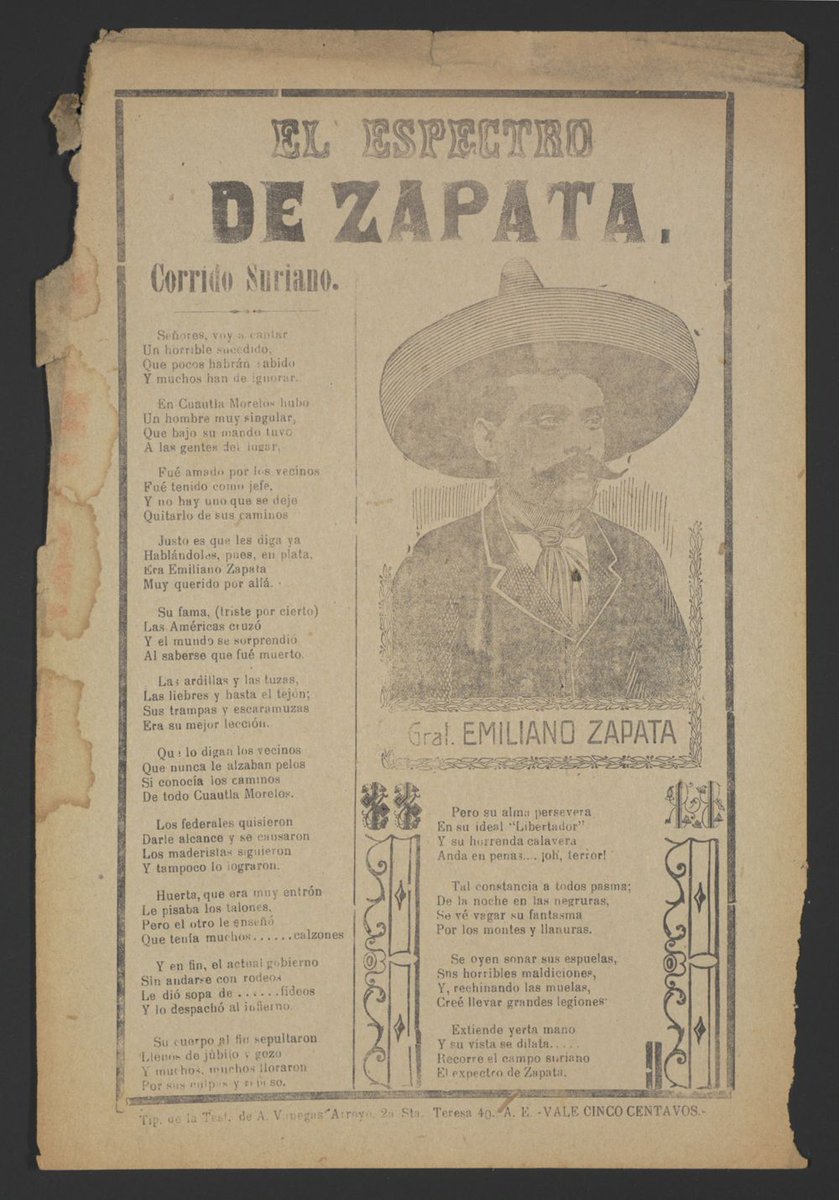 EL ESPECTRO
DE ZAPATA.
Corrido Suriano.
Señores, voy a cantar
Un horrible sucedido,
Que pocos habrán sabido
Y muchos han de ignorar.
En Cuautla Morelos hubo
Un hombre muy singular,
Que bajo su mando tuvo
A las gentes del lugar.
Fué amado por los vecinos
Fué tenido como jefe,
Y no hay uno que se deje
Quitarlo de sus caminos
Justo es que les diga ya
Hablándoles, pues, en plata,
Era Emiliano Zapata
Muy querido por allá.
Su fama, (triste por cierto)
Las Américas cruzó
Y el mundo se sorprendió
Al saberse que fué muerto.
Las ardillas y las tuzas,
Las liebres y hasta el tejón;
Sus trampas y escaramuzas
Era su mejor lección.
Que lo digan los vecinos
Que nunca le alzaban pelos
Si conocía los caminos
De todo Cuautla Morelos.
Los federales quisieron
Darle alcance y se cansaron
Los maderistas siguieron
Y tampoco lo lograron.
Huerta, que era muy entrón
Le pisaba los talones,
Pero el otro le enseñó
Que tenía muchos......calzones
Y en fin, el actual gobierno
Sin andarse con rodeos
Le dió sopa de ......fideos
Y lo despachó al infierno.
Su cuerpo al fin sepultaron
Llenos de júbilo y gozo
Y muchos, muchos lloraron
Por sus culpas y
Gral. EMILIANO ZAPATA
Pero su alma persevera
En su ideal "Libertador"
Y su horrenda calavera
Anda en penas.... ¡oh, terror!
Tal constancia a todos pasma;
De la noche en las negruras,
Se vé vagar su fantasma
Por los montes y llanuras.
Se oyen sonar sus espuelas,
Sus horribles maldiciones,
Y, rechinando las muelas,
Creé llevar grandes legiones
Extiende yerta mano
Y su vista se dilata.....
Recorre el campo suriano
El expectro de Zapata.
Tip. de la Test. de A. Vanegas Arroyo, 2a Sta. Teresa 40. A. E. -VALE CINCO CENTAVOS.-